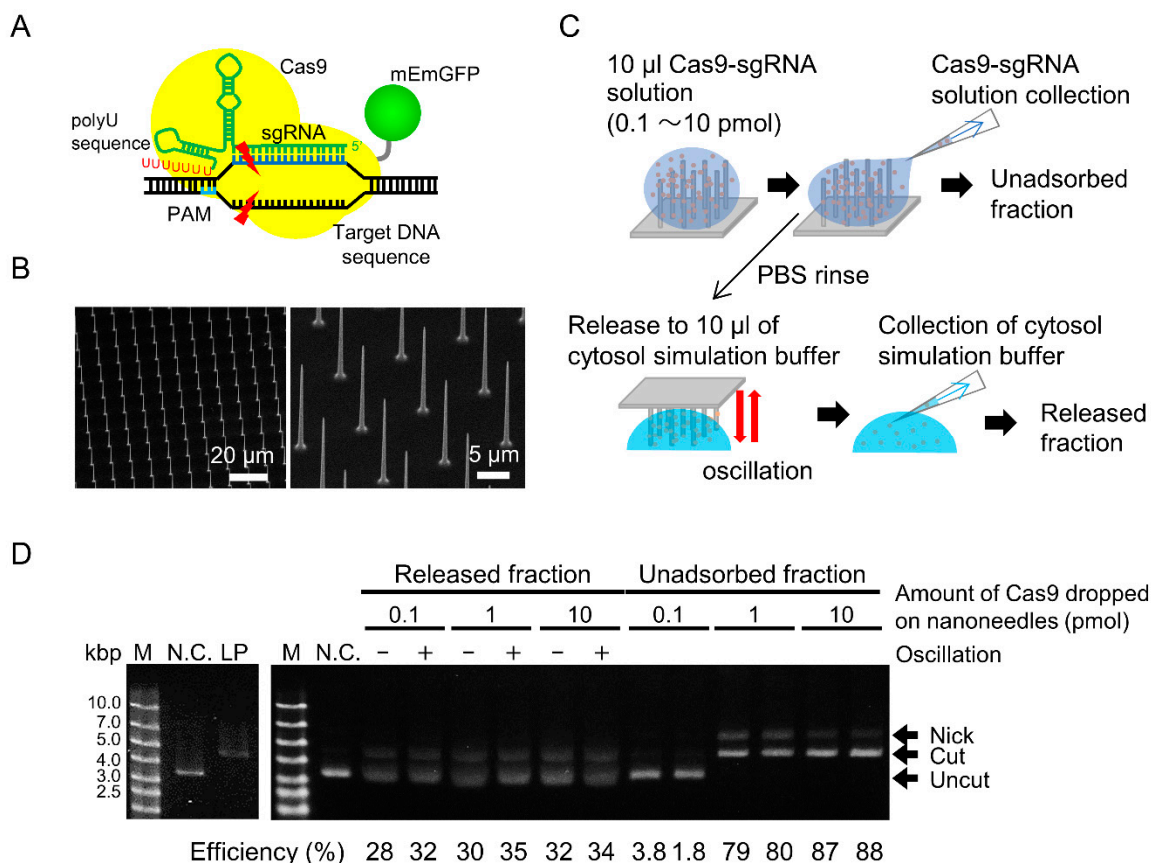 A
Cas9
mEmGFP
polyU
sequence
sgRNA
5'
UUUUUUU
PAM
Target DNA
sequence
B
20 μm
5 μm
C
10 μl Cas9-sgRNA
solution
(0.1 ～10 pmol)
Cas9-sgRNA
solution collection
Unadsorbed
fraction
PBS rinse
Release to 10 μl of
cytosol simulation buffer
Collection of cytosol
simulation buffer
oscillation
Released
fraction
D
Released fraction Unadsorbed fraction
0.1 1 10 0.1 1 10
Amount of Cas9 dropped
on nanoneedles (pmol)
kbp M N.C. LP M N.C. － ＋ － ＋ － ＋ Oscillation
10.0
7.0
5.0
4.0
3.0
2.5
Nick
Cut
Uncut
Efficiency (%) 28 32 30 35 32 34 3.8 1.8 79 80 87 88